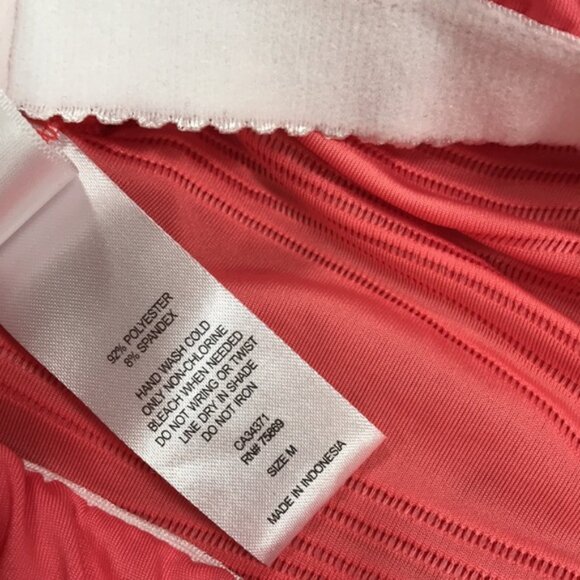 92% POLYESTER
8% SPANDEX
HAND WASH COLD
ONLY NON-CHLORINE
BLEACH WHEN NEEDED
DO NOT WRING OR TWIST
LINE DRY IN SHADE
DO NOT IRON
CA34371
RN# 75869
SIZE M
MADE IN INDONESIA